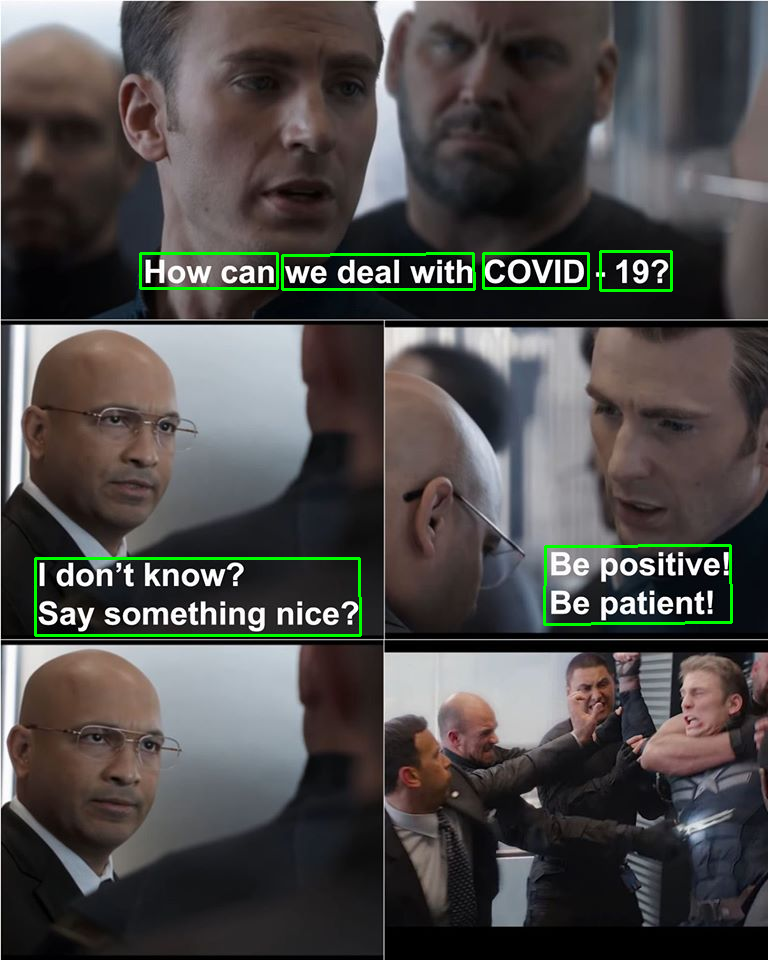 How can we deal with COVID - 19?
I don't know?
Say something nice?
Be positive!
Be patient!